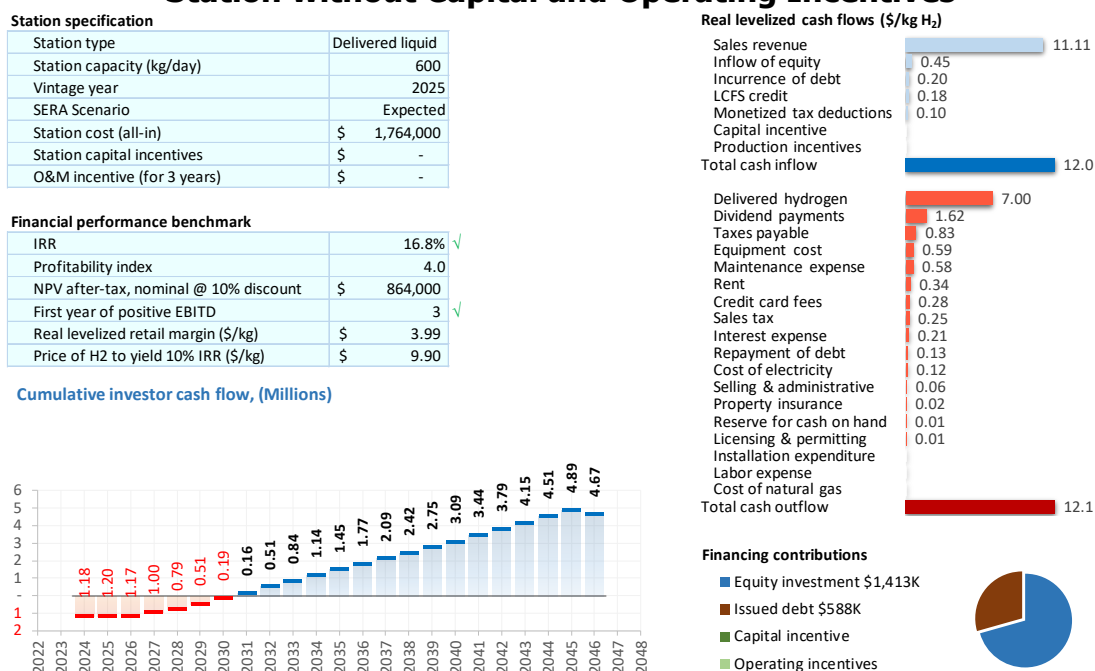 Station Without Capital and Operating Incentives
Station specification
Station type Delivered liquid
Station capacity (kg/day) 600
Vintage year 2025
SERA Scenario Expected
Station cost (all-in) $ 1,764,000
Station capital incentives $ -
O&M incentive (for 3 years) $ -
Financial performance benchmark
IRR 16.8% √
Profitability index 4.0
NPV after-tax, nominal @ 10% discount $ 864,000
First year of positive EBITD 3 √
Real levelized retail margin ($/kg) $ 3.99
Price of H2 to yield 10% IRR ($/kg) $ 9.90
Cumulative investor cash flow, (Millions)
6
5
4
3
2
1
-
1
2
1.18 1.20 1.17 1.00 0.79 0.51 0.19 0.16 0.51 0.84 1.14 1.45 1.77 2.09 2.42 2.75 3.09 3.44 3.79 4.15 4.51 4.89 4.67
2022 2023 2024 2025 2026 2027 2028 2029 2030 2031 2032 2033 2034 2035 2036 2037 2038 2039 2040 2041 2042 2043 2044 2045 2046 2047 2048
Real levelized cash flows ($/kg H₂)
Sales revenue 11.11
Inflow of equity 0.45
Incurrence of debt 0.20
LCFS credit 0.18
Monetized tax deductions 0.10
Capital incentive
Production incentives
Total cash inflow 12.0
Delivered hydrogen 7.00
Dividend payments 1.62
Taxes payable 0.83
Equipment cost 0.59
Maintenance expense 0.58
Rent 0.34
Credit card fees 0.28
Sales tax 0.25
Interest expense 0.21
Repayment of debt 0.13
Cost of electricity 0.12
Selling & administrative 0.06
Property insurance 0.02
Reserve for cash on hand 0.01
Licensing & permitting 0.01
Installation expenditure
Labor expense
Cost of natural gas
Total cash outflow 12.1
Financing contributions
Equity investment $1,413K
Issued debt $588K
Capital incentive
Operating incentives